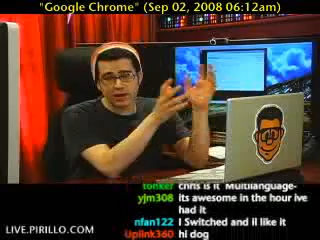 "Google Chrome" (Sep 02, 2008 06:12am)
tonker chris is it 'Multilanguage-
yjm308 its awesome in the hour ive
had it
nfan122 I Switched and il like it
Uplink360 hi dog
LIVE.PIRILLO.COM